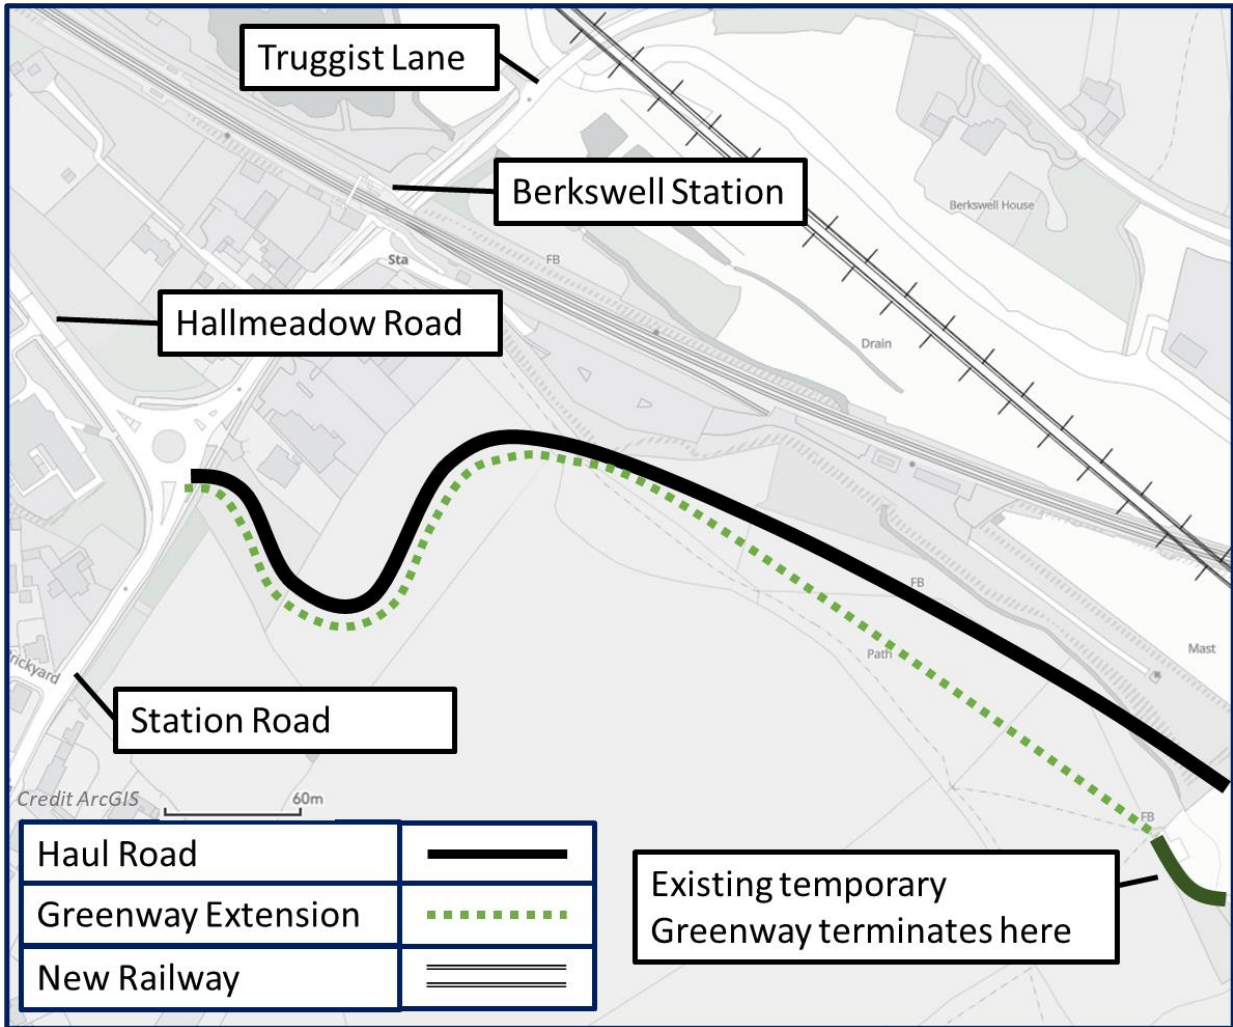 Truggist Lane
Berkswell Station
Berkswell House
Sta
FB
Hallmeadow Road
Drain
FB
Path
Mast
rickyard
Station Road
Credit ArcGIS
60m
FB
Haul Road
Greenway Extension
New Railway
Existing temporary
Greenway terminates here